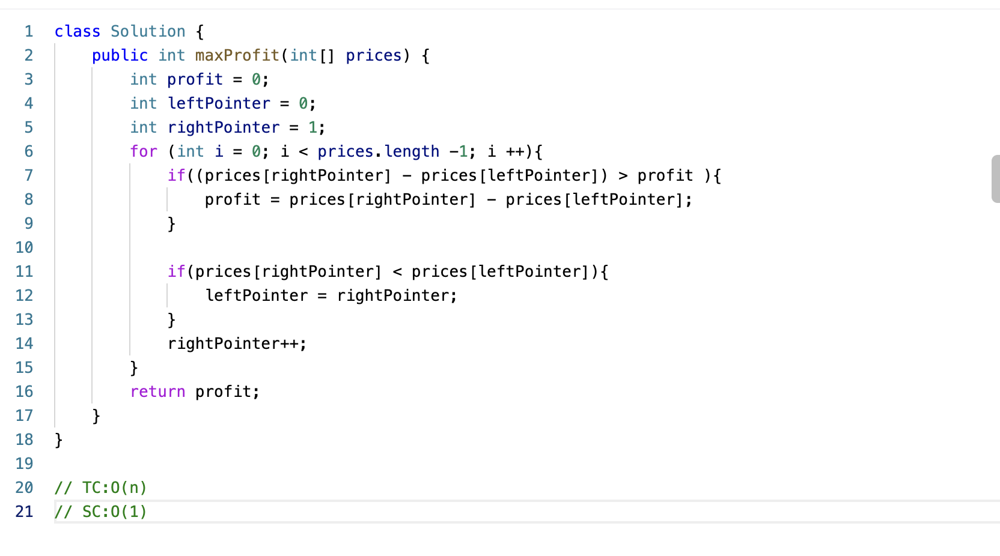 1 class Solution {
2 public int maxProfit(int[] prices) {
3 int profit = 0;
4 int leftPointer = 0;
5 int rightPointer = 1;
6 for (int i = 0; i < prices.length -1; i ++){
7 if((prices[rightPointer] - prices[leftPointer]) > profit ){
8 profit = prices[rightPointer] - prices[leftPointer];
9 }
10
11 if(prices[rightPointer] < prices[leftPointer]){
12 leftPointer = rightPointer;
13 }
14 rightPointer++;
15 }
16 return profit;
17 }
18 }
19
20 // TC:O(n)
21 // SC:O(1)